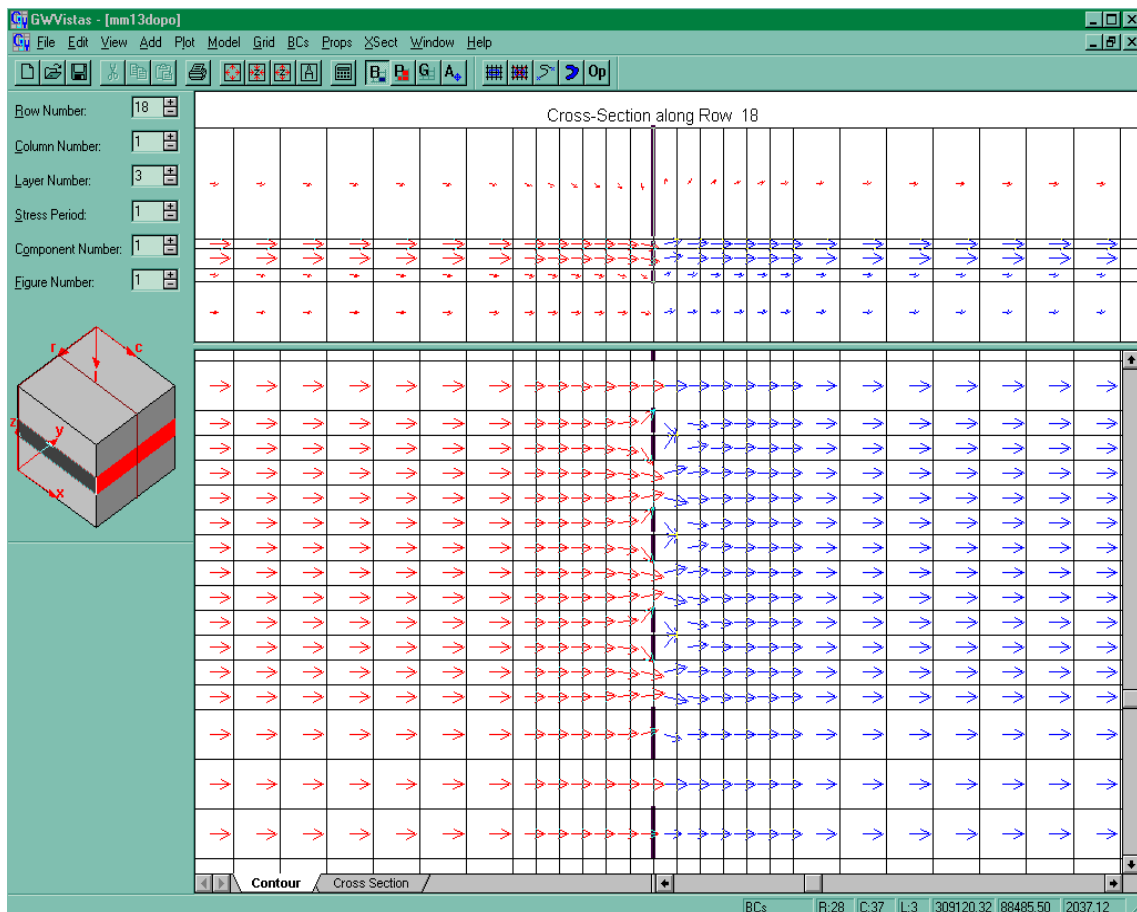 GWVistas - [mm13dopo]
File Edit View Add Plot Model Grid BCs Props XSect Window Help
B P G A Op
Row Number: 18
Column Number: 1
Layer Number: 3
Stress Period: 1
Component Number: 1
Figure Number: 1
Cross-Section along Row 18
r c
j
z y
x
Contour Cross Section
BCs R:28 C:37 L:3 309120.32 88485.50 2037.12